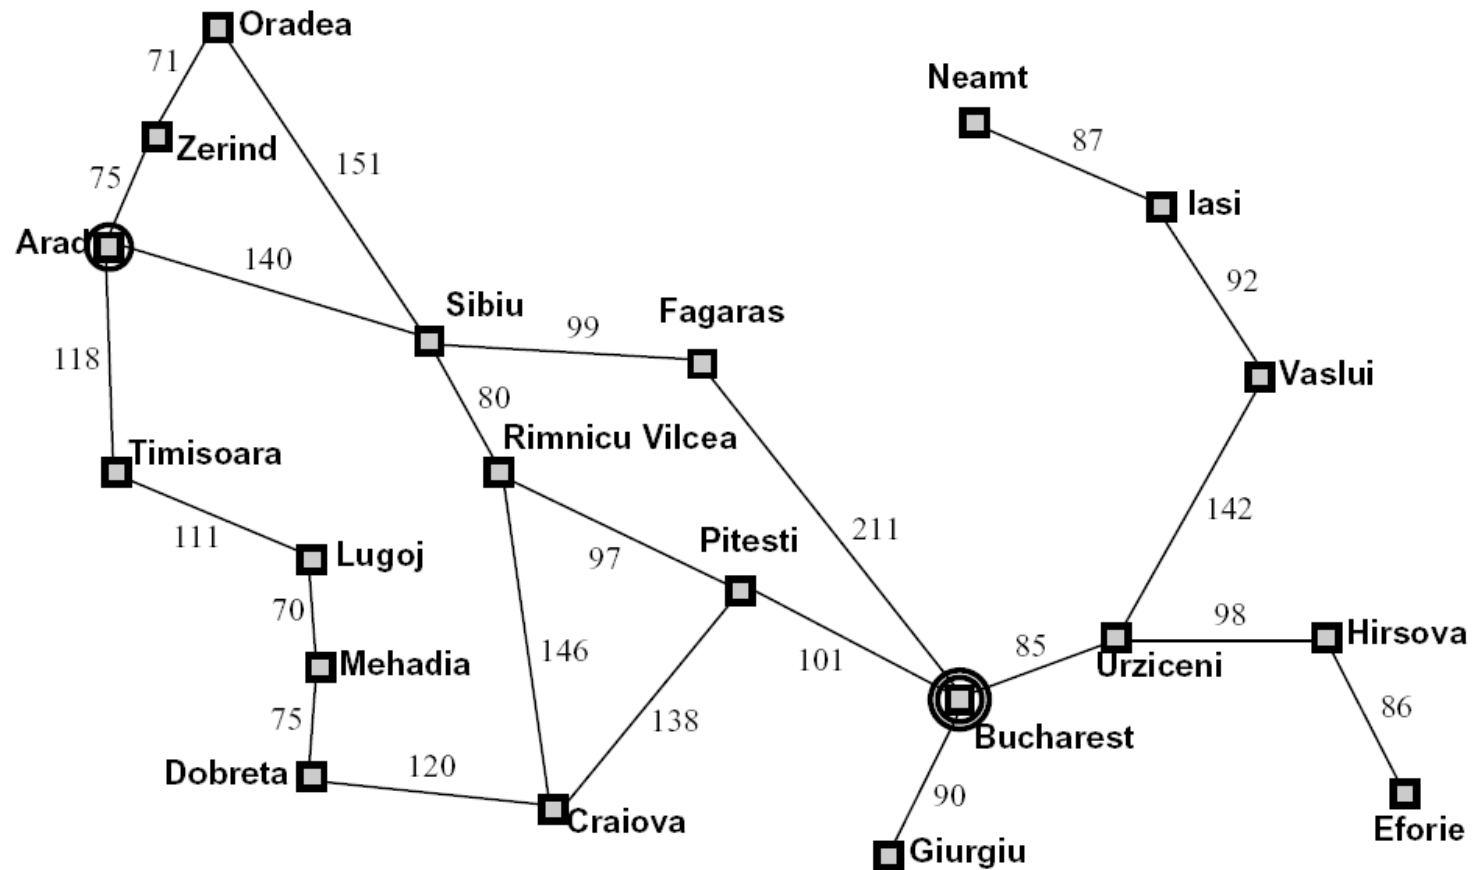 Oradea
71
Neamt
Zerind
87
151
75
Iasi
Arad
140
92
Sibiu
Fagaras
99
118
Vaslui
80
Rimnicu Vilcea
Timisoara
142
211
111
Pitesti
Lugoj
97
70
98
Hirsova
146
85
101
Mehadia
Urziceni
86
75
138
Bucharest
Dobreta
120
90
Craiova
Eforie
Giurgiu